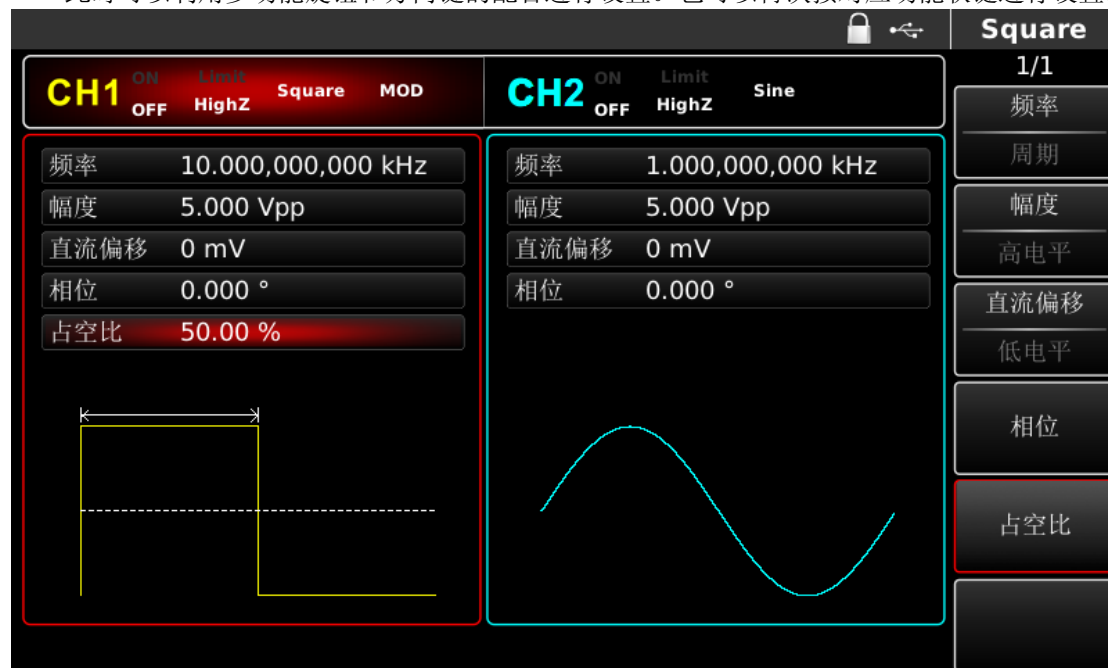 Square
CH1 ON OFF Limit HighZ Square MOD
CH2 ON OFF Limit HighZ Sine
1/1
频率 10.000,000,000 kHz
幅度 5.000 Vpp
直流偏移 0 mV
相位 0.000 °
占空比 50.00 %
频率 1.000,000,000 kHz
幅度 5.000 Vpp
直流偏移 0 mV
相位 0.000 °
频率
周期
幅度
高电平
直流偏移
低电平
相位
占空比